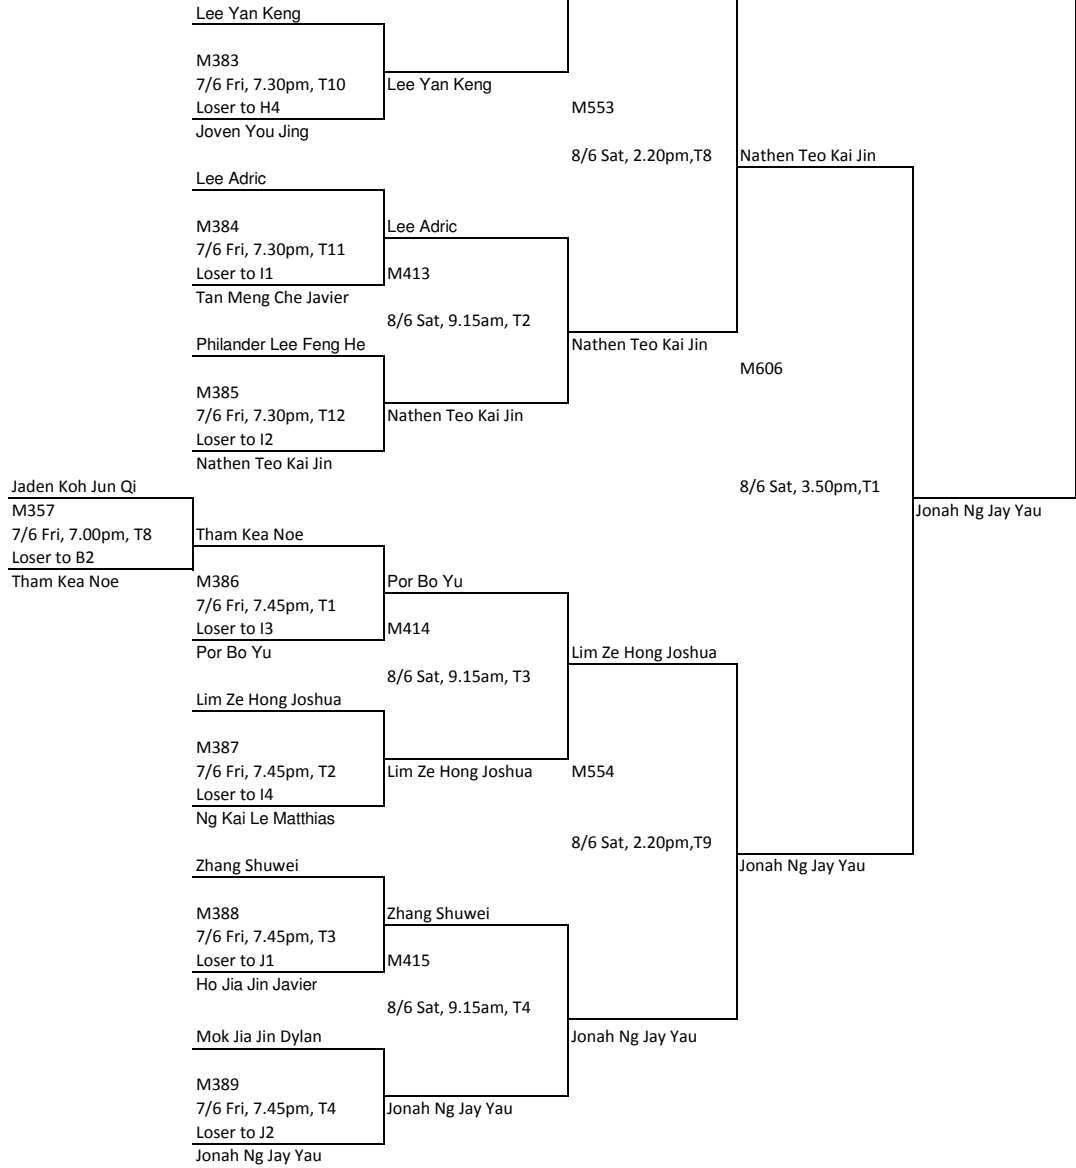 Lee Yan Keng
M383
7/6 Fri, 7.30pm, T10
Lee Yan Keng
Loser to H4
M553
Joven You Jing
8/6 Sat, 2.20pm,T8
Nathen Teo Kai Jin
Lee Adric
M384
Lee Adric
7/6 Fri, 7.30pm, T11
Loser to I1
M413
Tan Meng Che Javier
8/6 Sat, 9.15am, T2
Philander Lee Feng He
Nathen Teo Kai Jin
M606
M385
7/6 Fri, 7.30pm, T12
Nathen Teo Kai Jin
Loser to I2
Nathen Teo Kai Jin
Jaden Koh Jun Qi
8/6 Sat, 3.50pm,T1
M357
Jonah Ng Jay Yau
7/6 Fri, 7.00pm, T8
Tham Kea Noe
Loser to B2
Tham Kea Noe
M386
Por Bo Yu
7/6 Fri, 7.45pm, T1
Loser to I3
M414
Por Bo Yu
Lim Ze Hong Joshua
8/6 Sat, 9.15am, T3
Lim Ze Hong Joshua
M387
7/6 Fri, 7.45pm, T2
Lim Ze Hong Joshua
M554
Loser to I4
Ng Kai Le Matthias
8/6 Sat, 2.20pm,T9
Zhang Shuwei
Jonah Ng Jay Yau
M388
Zhang Shuwei
7/6 Fri, 7.45pm, T3
Loser to J1
M415
Ho Jia Jin Javier
8/6 Sat, 9.15am, T4
Mok Jia Jin Dylan
Jonah Ng Jay Yau
M389
7/6 Fri, 7.45pm, T4
Jonah Ng Jay Yau
Loser to J2
Jonah Ng Jay Yau